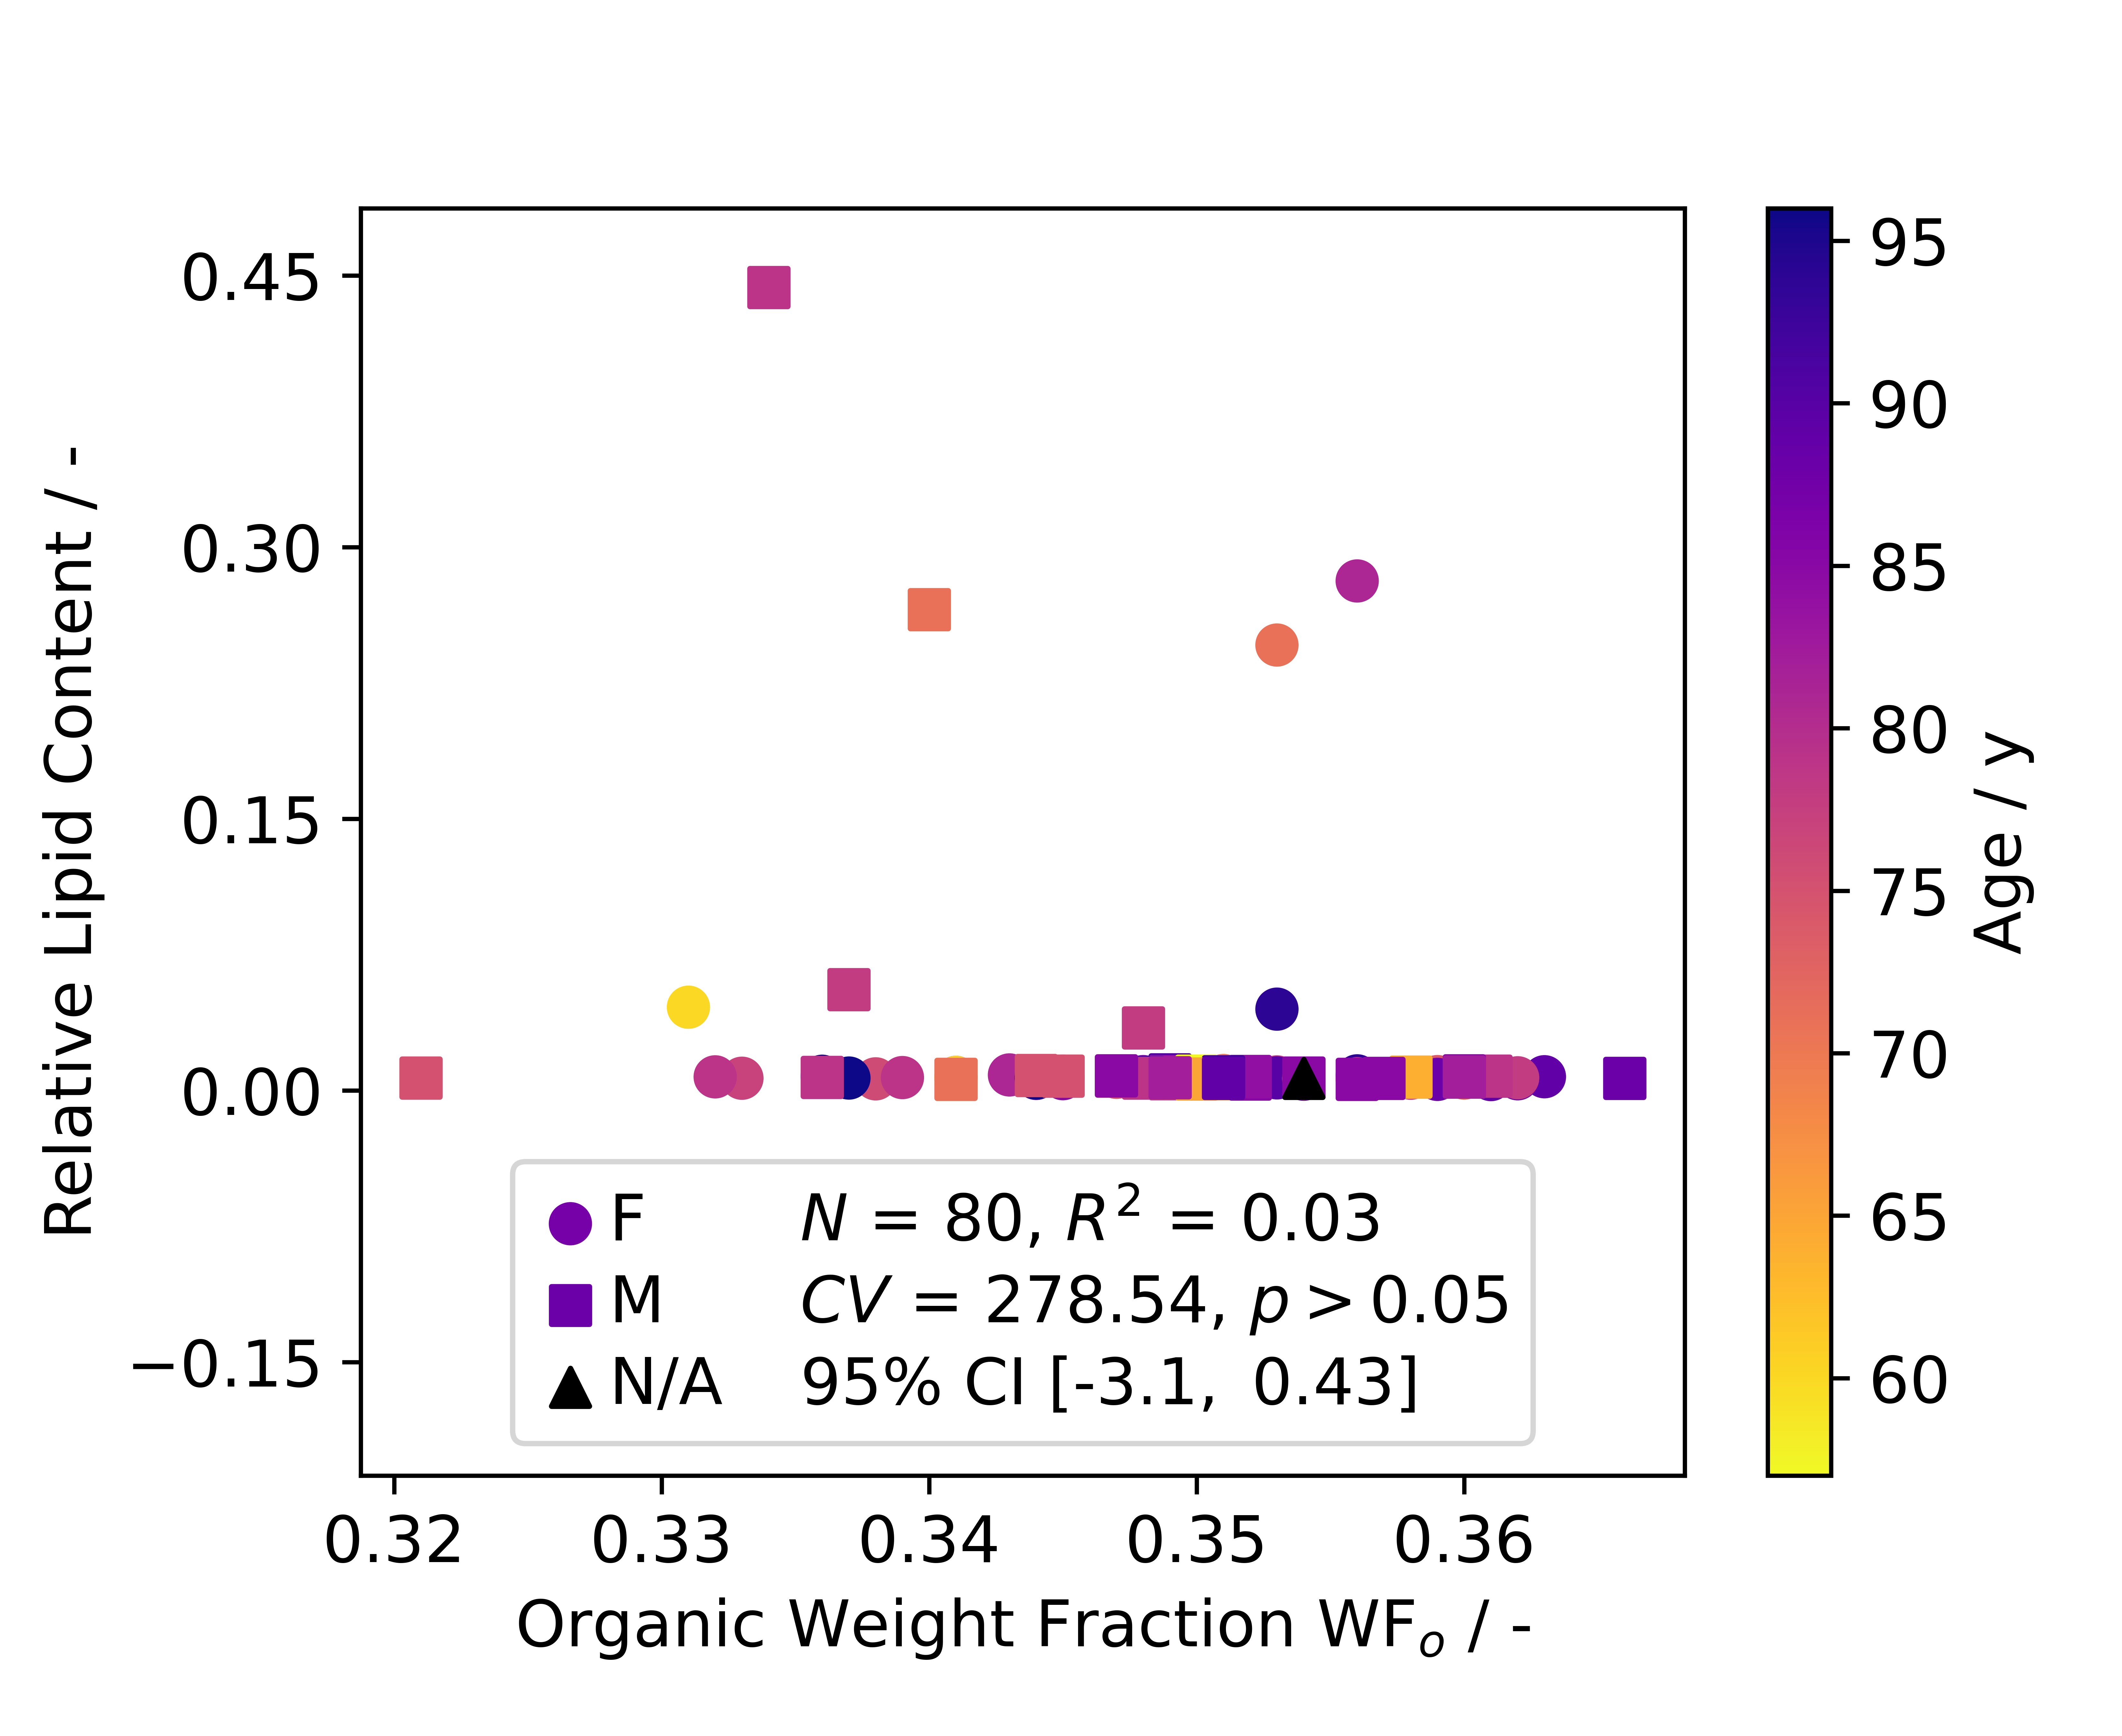 0.45
0.30
0.15
0.00
−0.15
Relative Lipid Content / -
F N = 80, R² = 0.03
M CV = 278.54, p > 0.05
N/A 95% CI [-3.1, 0.43]
0.32 0.33 0.34 0.35 0.36
Organic Weight Fraction WFₒ / -
95
90
85
80
75
70
65
60
Age / y